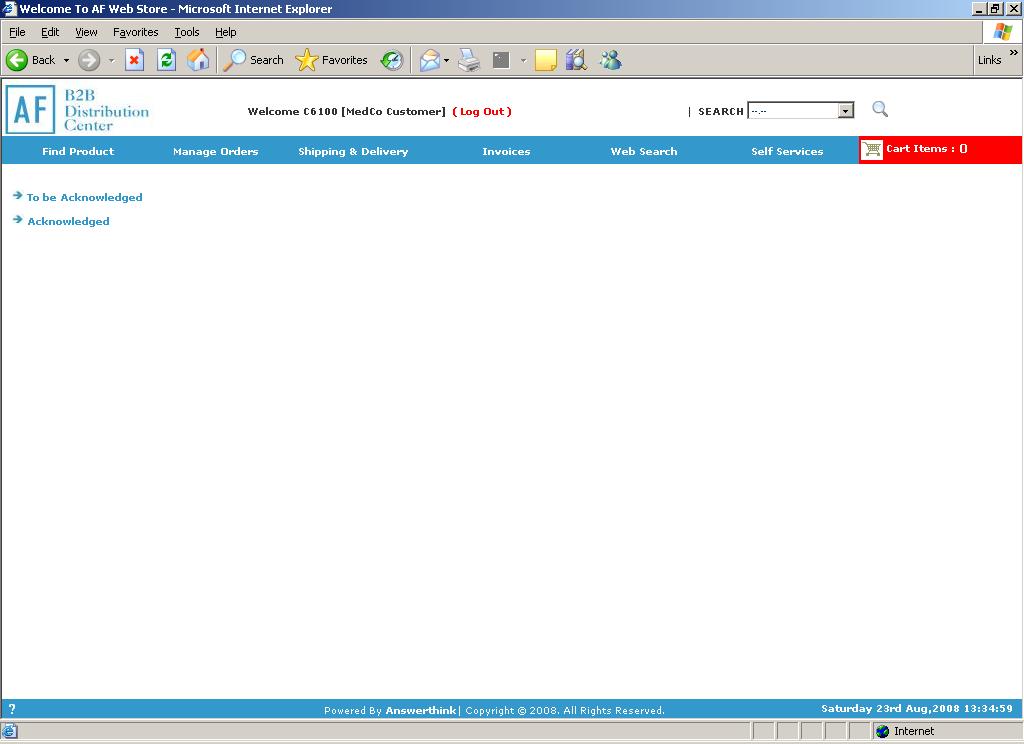 Welcome To AF Web Store - Microsoft Internet Explorer
File Edit View Favorites Tools Help
Back Search Favorites Links »
AF B2B Distribution Center
Welcome C6100 [MedCo Customer] ( Log Out ) | SEARCH --.--
Find Product Manage Orders Shipping & Delivery Invoices Web Search Self Services Cart Items : 0
To be Acknowledged
Acknowledged
? Powered By Answerthink | Copyright © 2008. All Rights Reserved. Saturday 23rd Aug,2008 13:34:59
Internet